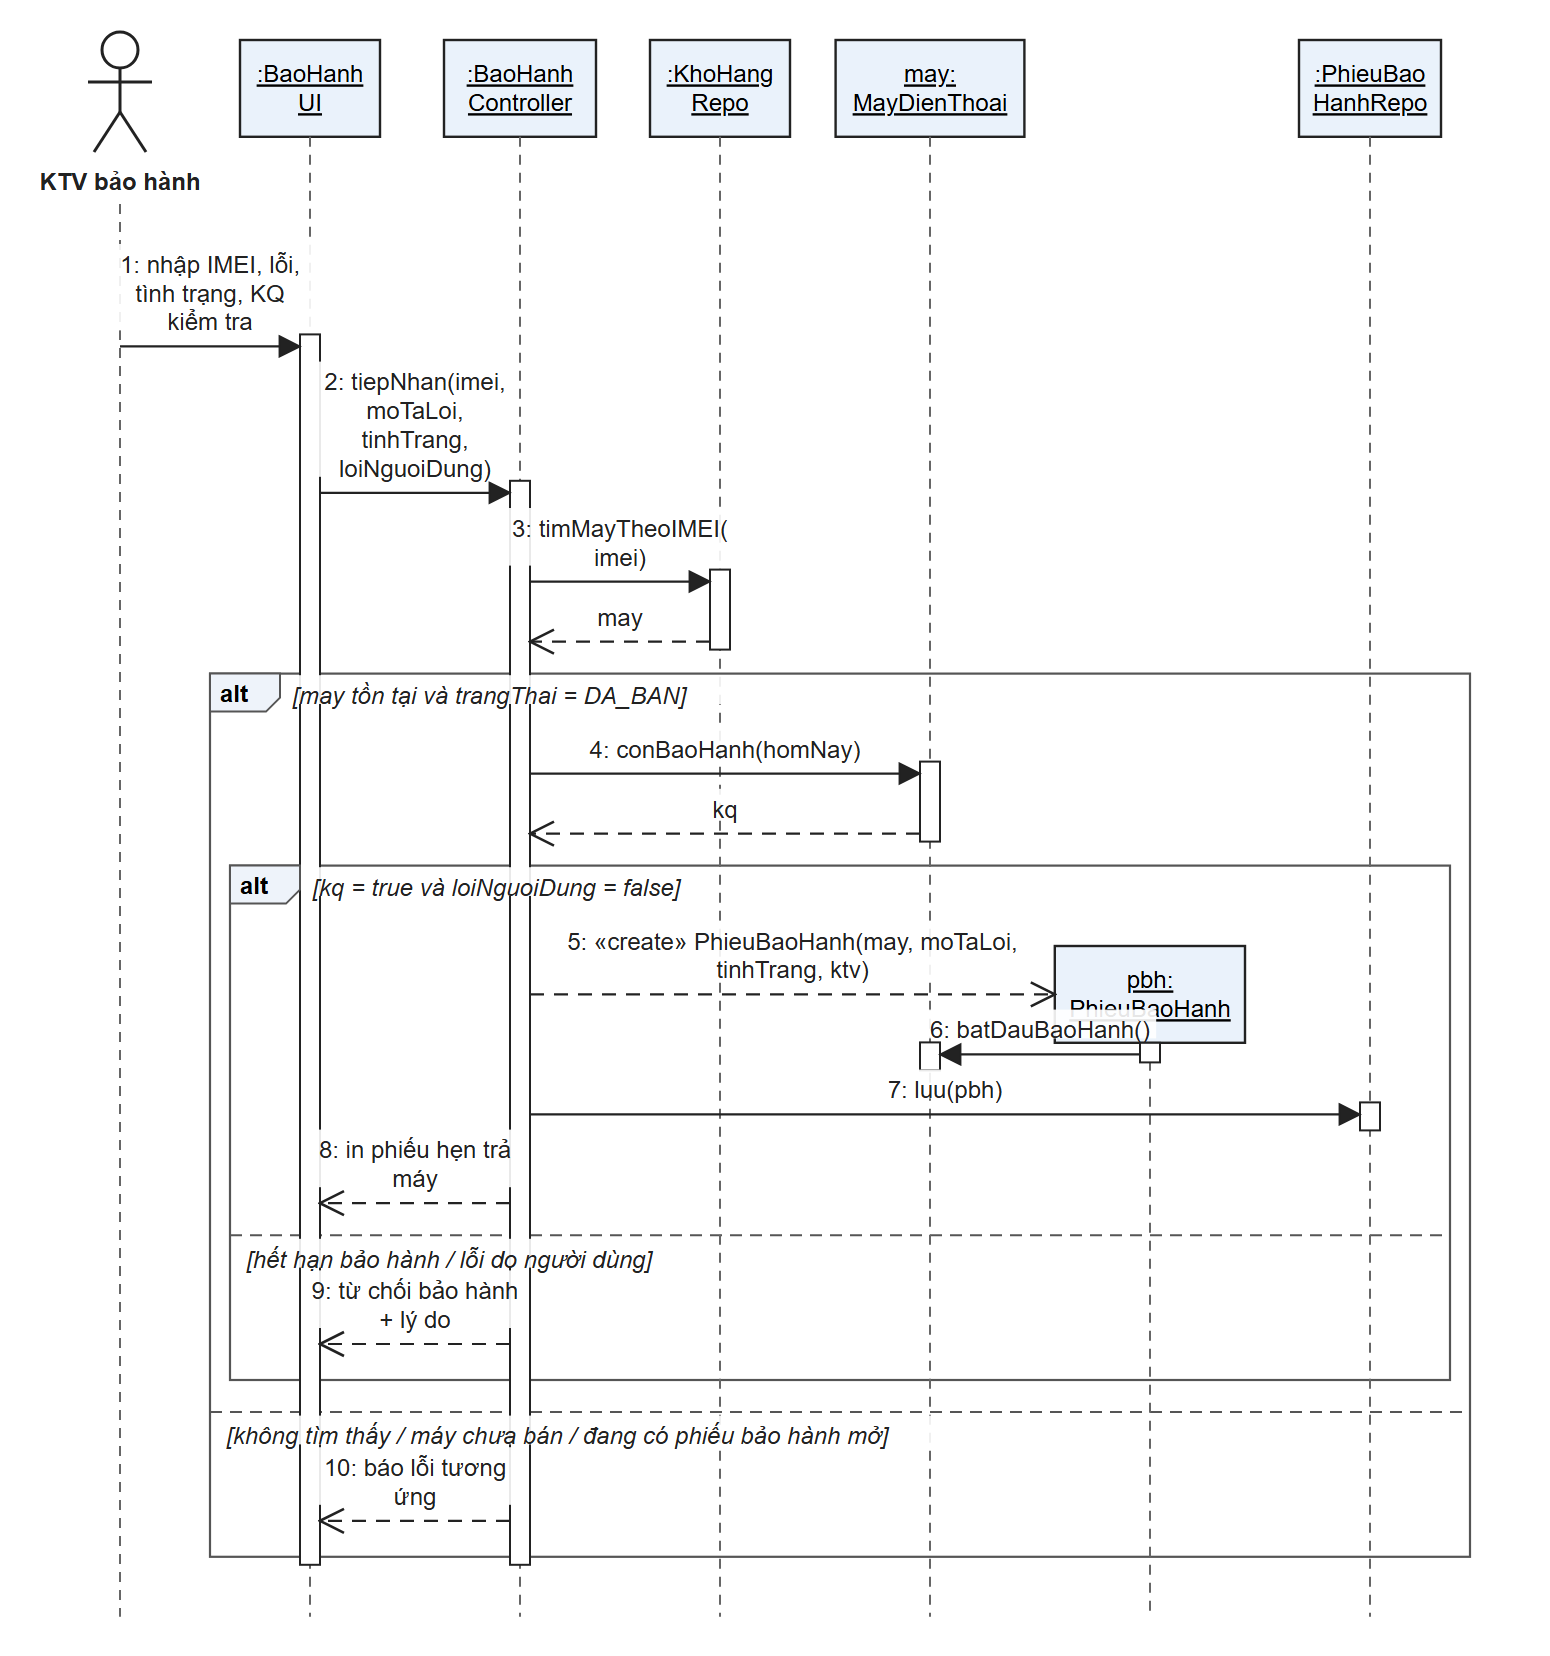 :BaoHanh
UI
:BaoHanh
Controller
:KhoHang
Repo
may:
MayDienThoai
:PhieuBao
HanhRepo
KTV bảo hành
1: nhập IMEI, lỗi,
tình trạng, KQ
kiểm tra
2: tiepNhan(imei,
moTaLoi,
tinhTrang,
loiNguoiDung)
3: timMayTheoIMEI(
imei)
may
alt
[may tồn tại và trangThai = DA_BAN]
4: conBaoHanh(homNay)
kq
alt
[kq = true và loiNguoiDung = false]
5: «create» PhieuBaoHanh(may, moTaLoi,
tinhTrang, ktv)
pbh:
PhieuBaoHanh
6: batDauBaoHanh()
7: luu(pbh)
8: in phiếu hẹn trả
máy
[hết hạn bảo hành / lỗi do người dùng]
9: từ chối bảo hành
+ lý do
[không tìm thấy / máy chưa bán / đang có phiếu bảo hành mở]
10: báo lỗi tương
ứng